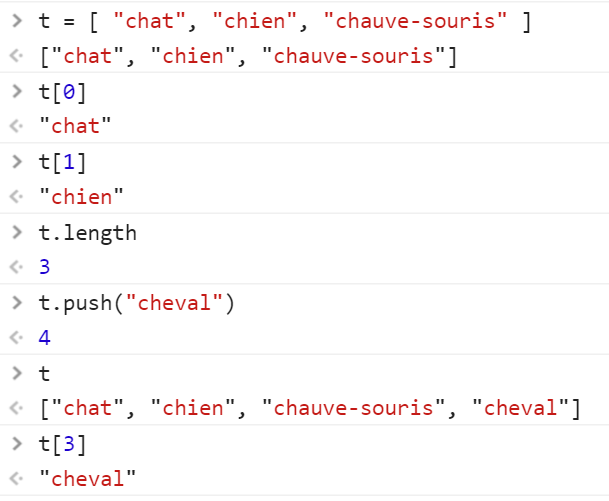 > t = [ "chat", "chien", "chauve-souris" ]
<· ["chat", "chien", "chauve-souris"]
> t[0]
<· "chat"
> t[1]
<· "chien"
> t.length
<· 3
> t.push("cheval")
<· 4
> t
<· ["chat", "chien", "chauve-souris", "cheval"]
> t[3]
<· "cheval"